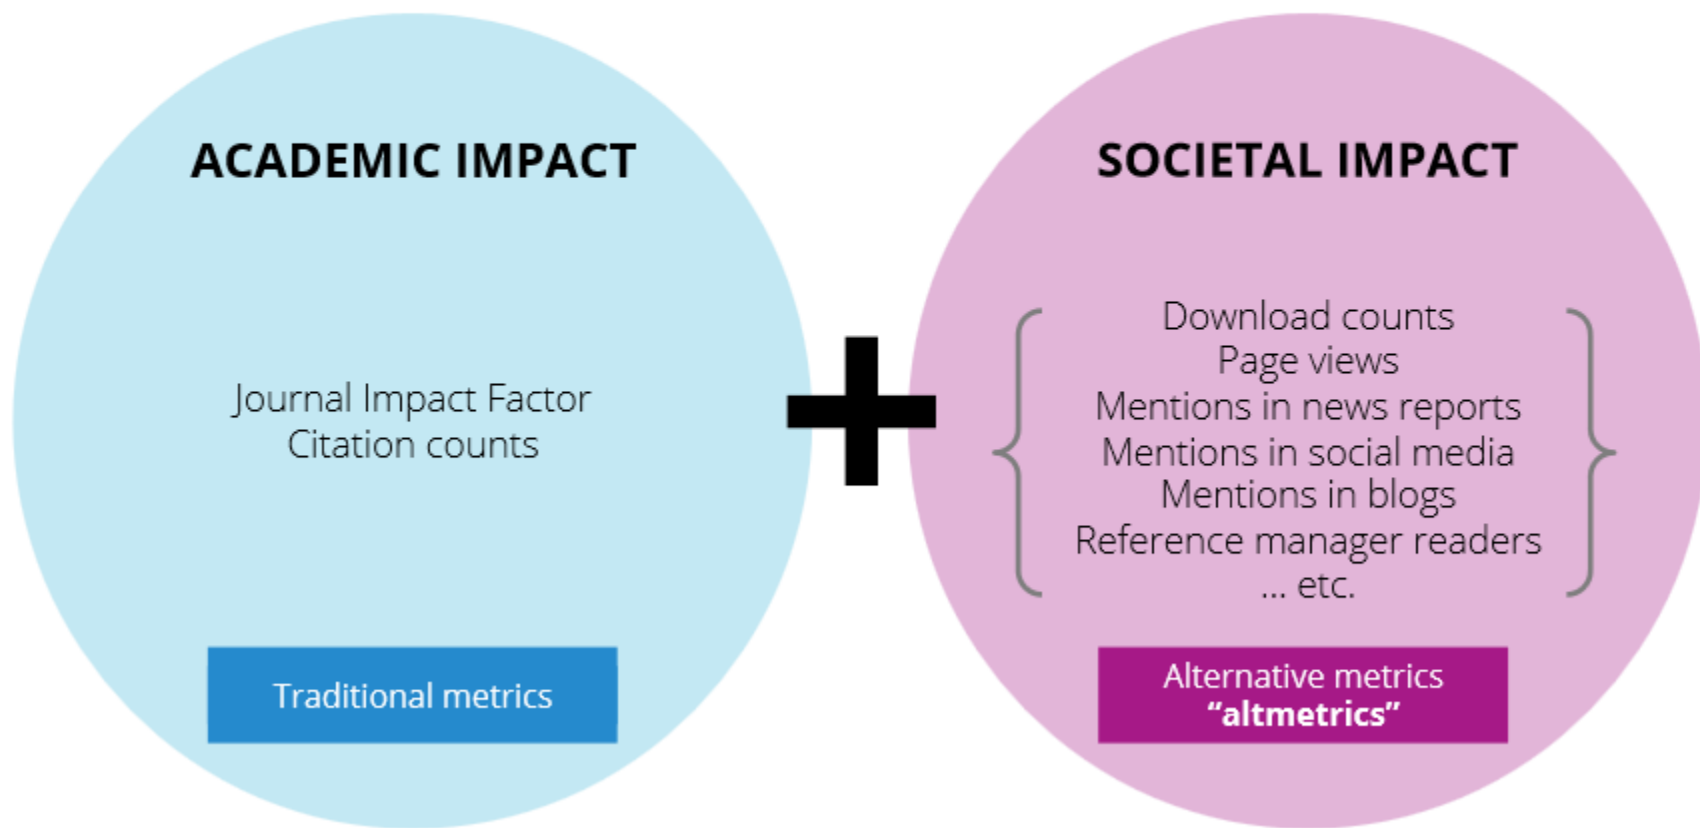 ACADEMIC IMPACT
Journal Impact Factor
Citation counts
Traditional metrics
SOCIETAL IMPACT
Download counts
Page views
Mentions in news reports
Mentions in social media
Mentions in blogs
Reference manager readers
... etc.
Alternative metrics
“altmetrics”